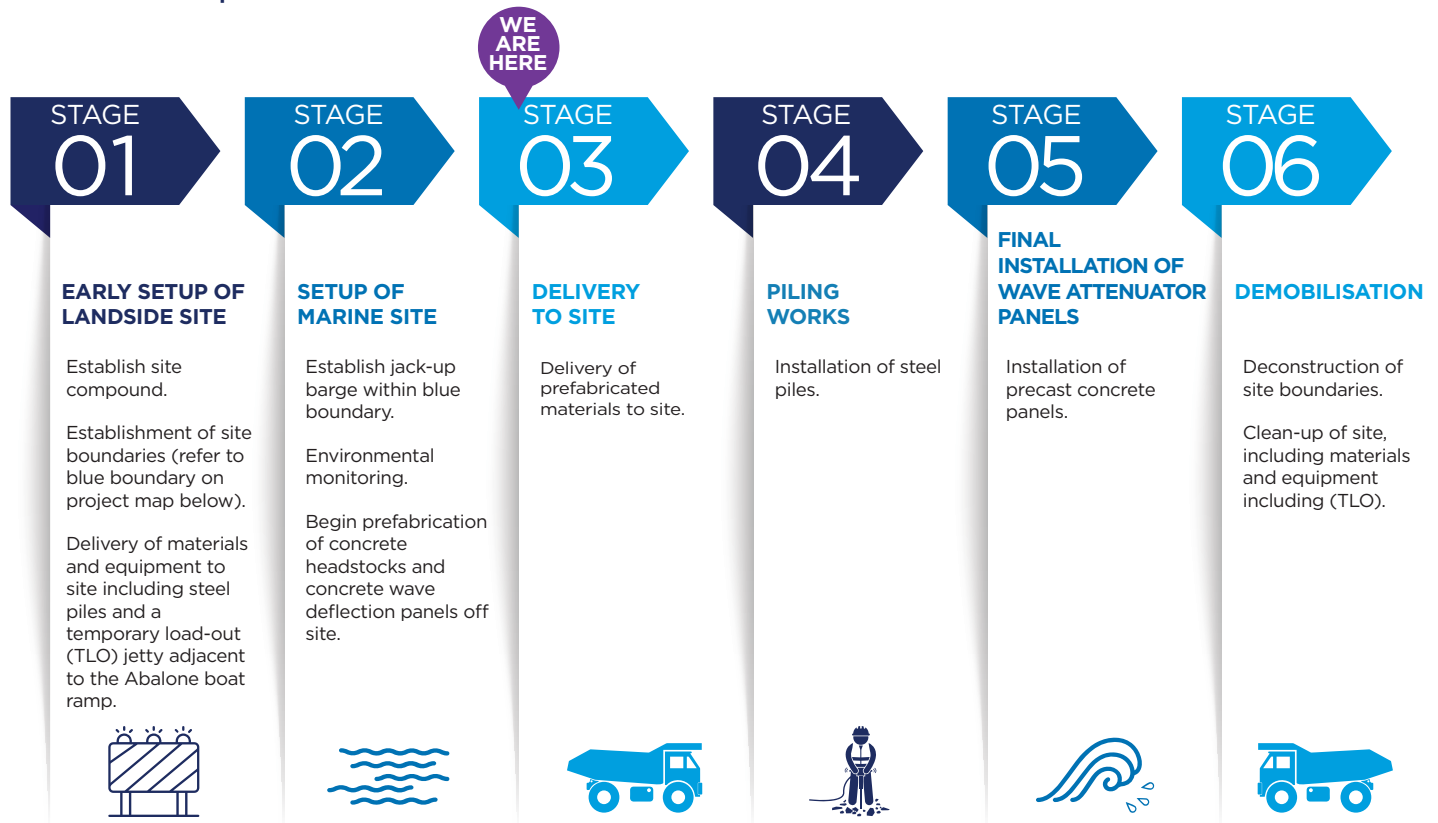 WE
ARE
HERE
STAGE
01
EARLY SETUP OF
LANDSIDE SITE
Establish site
compound.
Establishment of site
boundaries (refer to
blue boundary on
project map below).
Delivery of materials
and equipment to
site including steel
piles and a
temporary load-out
(TLO) jetty adjacent
to the Abalone boat
ramp.
STAGE
02
SETUP OF
MARINE SITE
Establish jack-up
barge within blue
boundary.
Environmental
monitoring.
Begin prefabrication
of concrete
headstocks and
concrete wave
deflection panels off
site.
STAGE
03
DELIVERY
TO SITE
Delivery of
prefabricated
materials to site.
STAGE
04
PILING
WORKS
Installation of steel
piles.
STAGE
05
FINAL
INSTALLATION OF
WAVE ATTENUATOR
PANELS
Installation of
precast concrete
panels.
STAGE
06
DEMOBILISATION
Deconstruction of
site boundaries.
Clean-up of site,
including materials
and equipment
including (TLO).